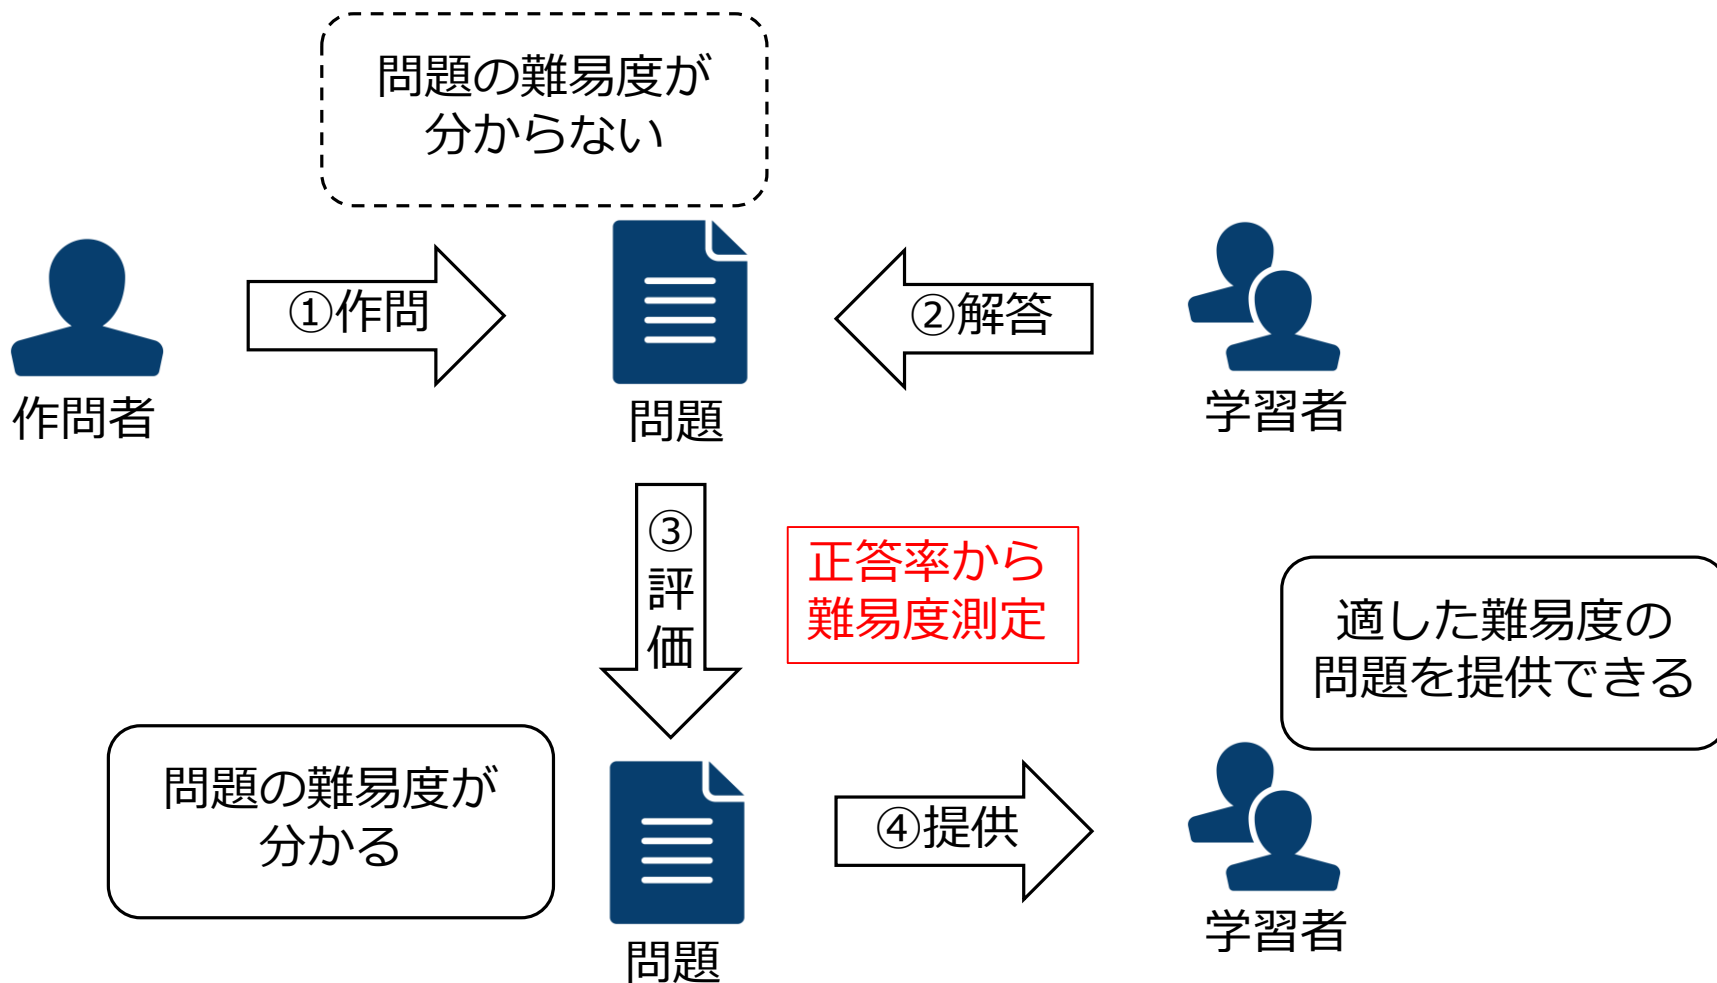 問題の難易度が
分からない
①作問
②解答
作問者
問題
学習者
③
評
価
正答率から
難易度測定
適した難易度の
問題を提供できる
問題の難易度が
分かる
④提供
問題
学習者